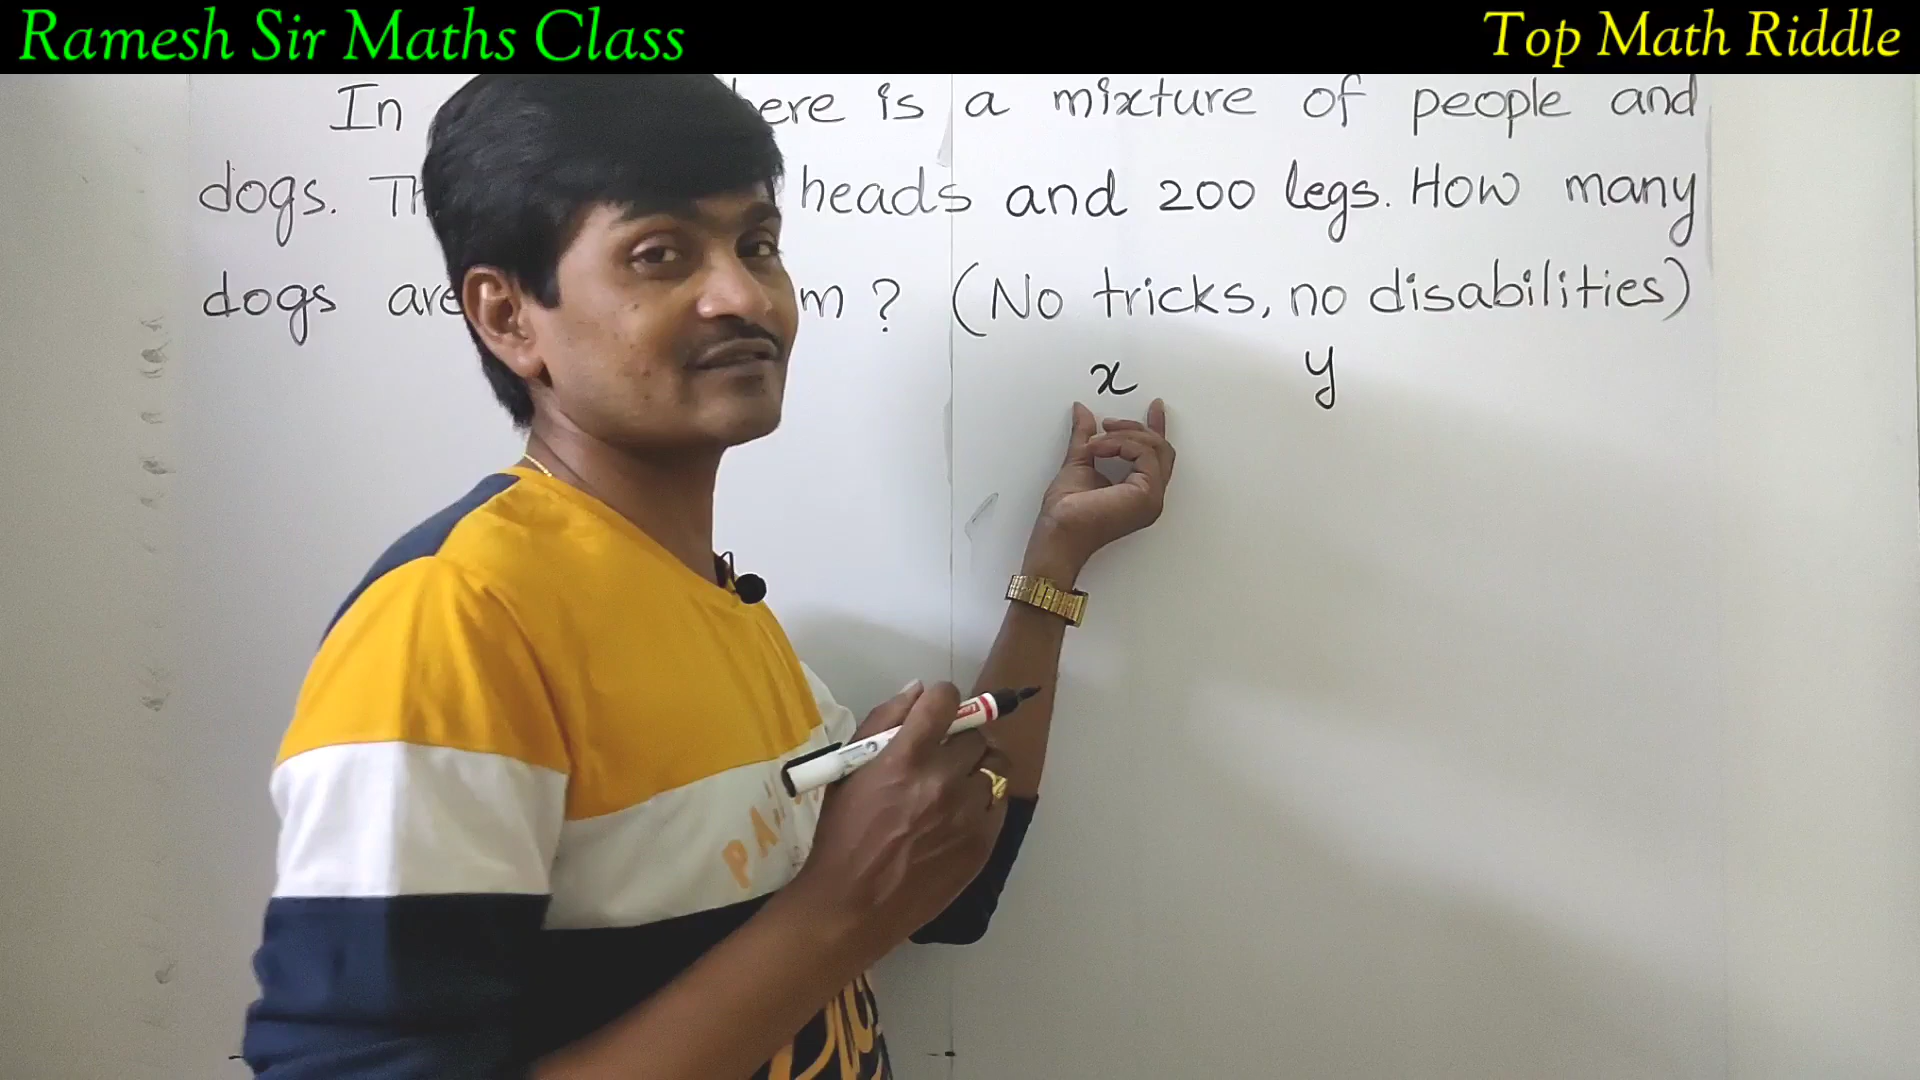 Ramesh Sir Maths Class
Top Math Riddle
In here is a mixture of people and
dogs. Th heads and 200 legs. How many
dogs are m? (No tricks, no disabilities)
x y